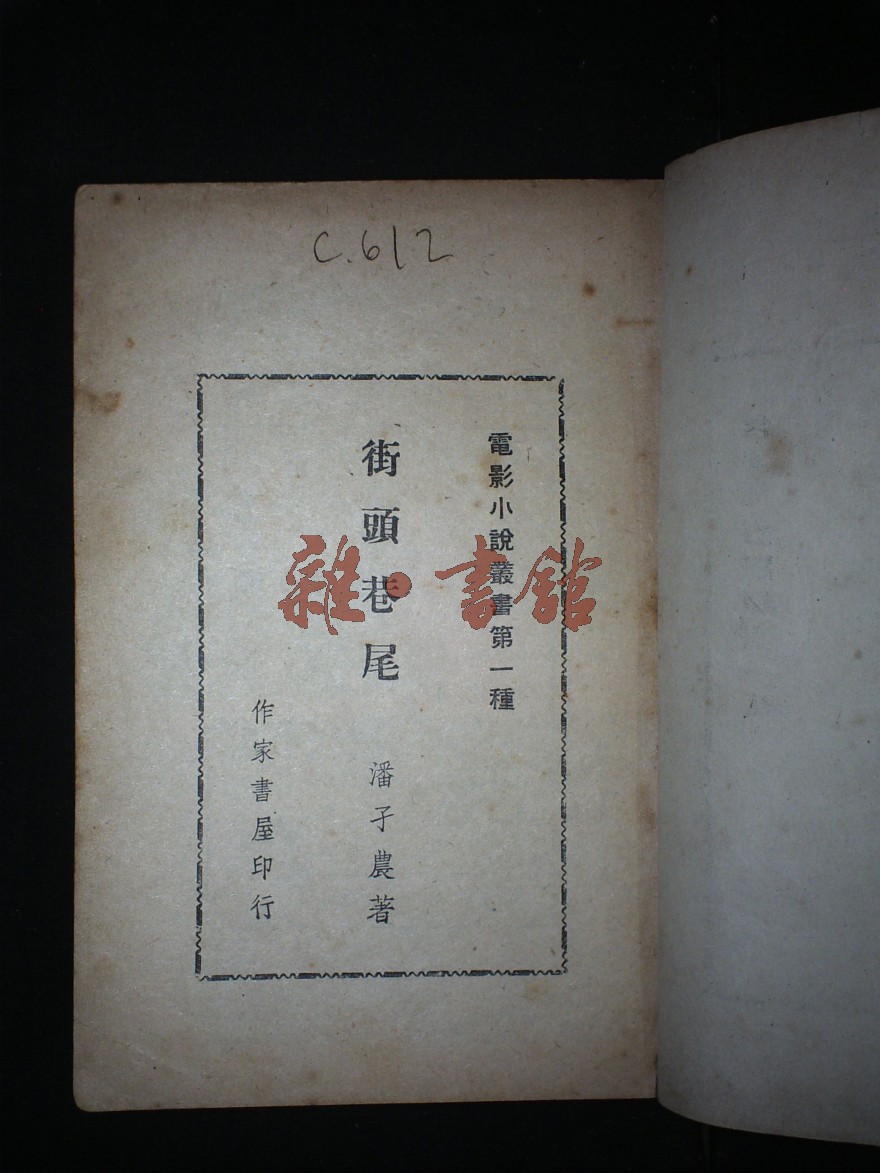 C.612
電影小說叢書第一種
街頭巷尾
潘孑農著
作家書屋印行
雜·書館